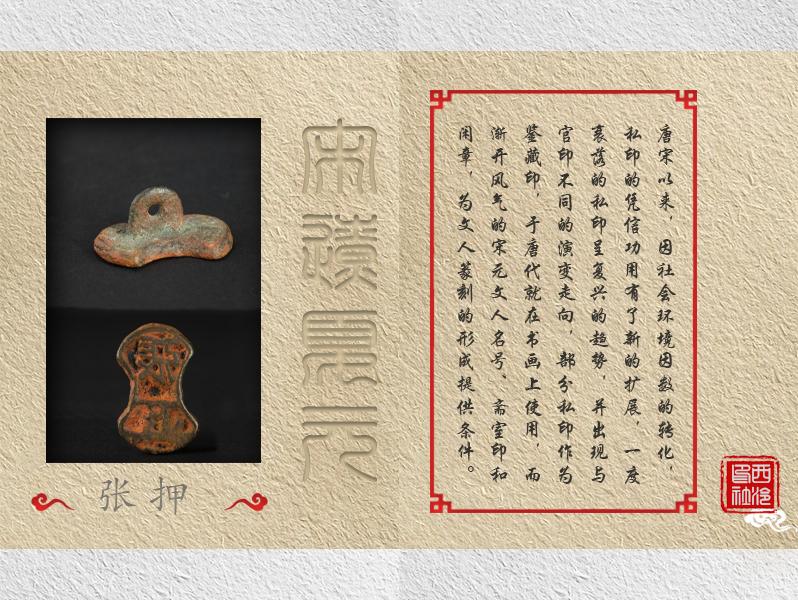 张押
唐宋以来，因社会环境因数的转化，
私印的凭信功用有了新的扩展，一度
衰落的私印呈复兴的趋势，并出现与
官印不同的演变走向，部分私印作为
鉴藏印，于唐代就在书画上使用，而
渐开风气的宋元文人名号、斋室印和
闲章，为文人篆刻的形成提供条件。
西泠印社